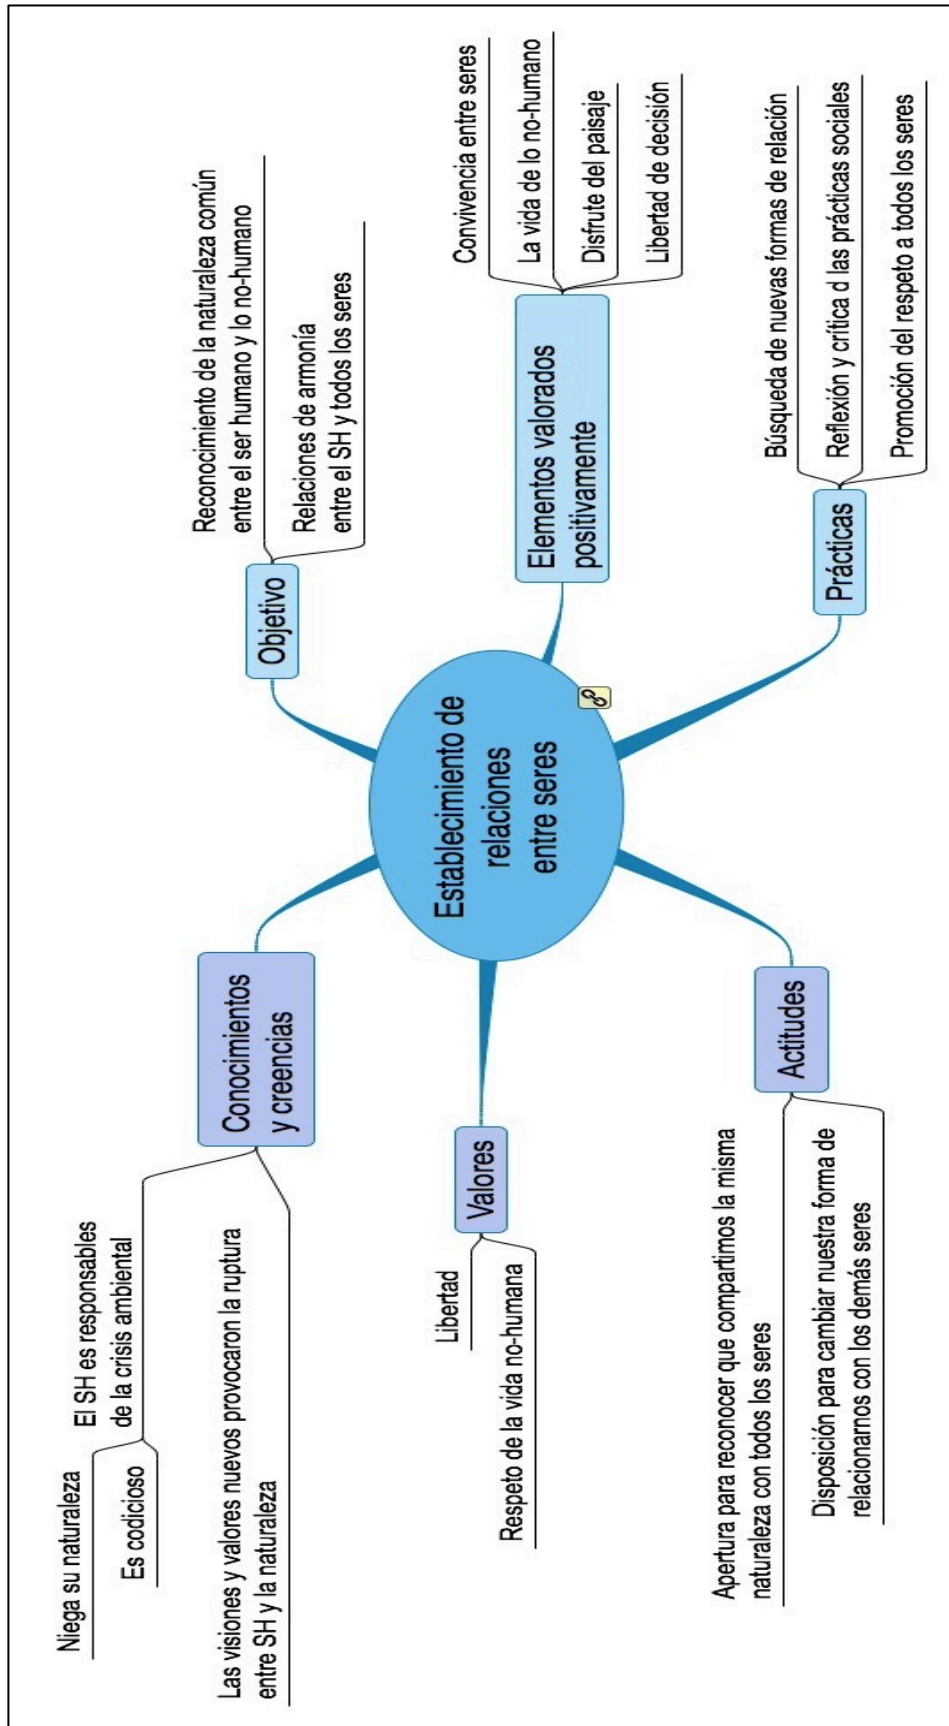 Establecimiento de
relaciones
entre seres
Objetivo
Reconocimiento de la naturaleza común
entre el ser humano y lo no-humano
Relaciones de armonía
entre el SH y todos los seres
Elementos valorados
positivamente
Convivencia entre seres
La vida de lo no-humano
Disfrute del paisaje
Libertad de decisión
Prácticas
Búsqueda de nuevas formas de relación
Reflexión y crítica d las prácticas sociales
Promoción del respeto a todos los seres
Conocimientos
y creencias
El SH es responsables
de la crisis ambiental
Niega su naturaleza
Es codicioso
Las visiones y valores nuevos provocaron la ruptura
entre SH y la naturaleza
Valores
Libertad
Respeto de la vida no-humana
Actitudes
Apertura para reconocer que compartimos la misma
naturaleza con todos los seres
Disposición para cambiar nuestra forma de
relacionarnos con los demás seres